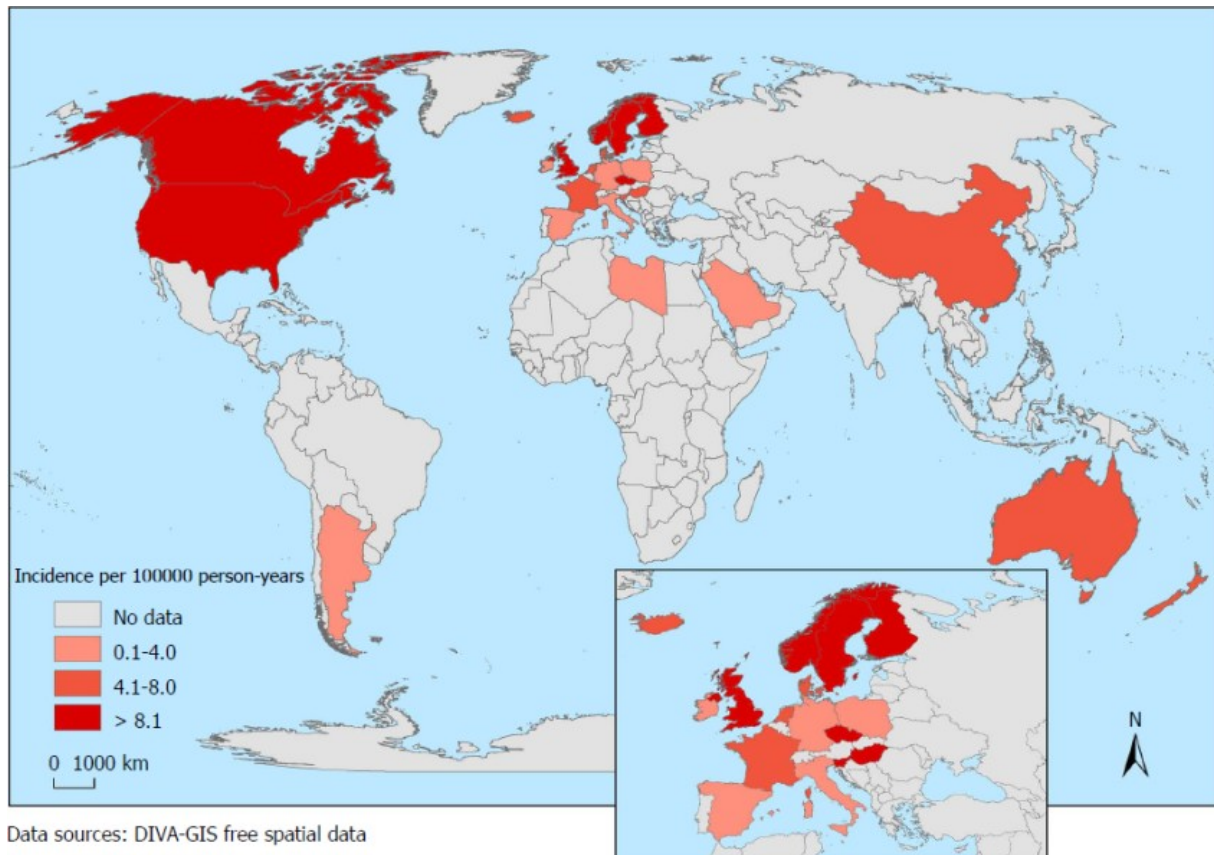 Incidence per 100000 person-years
No data
0.1-4.0
4.1-8.0
> 8.1
0 1000 km
N
Data sources: DIVA-GIS free spatial data